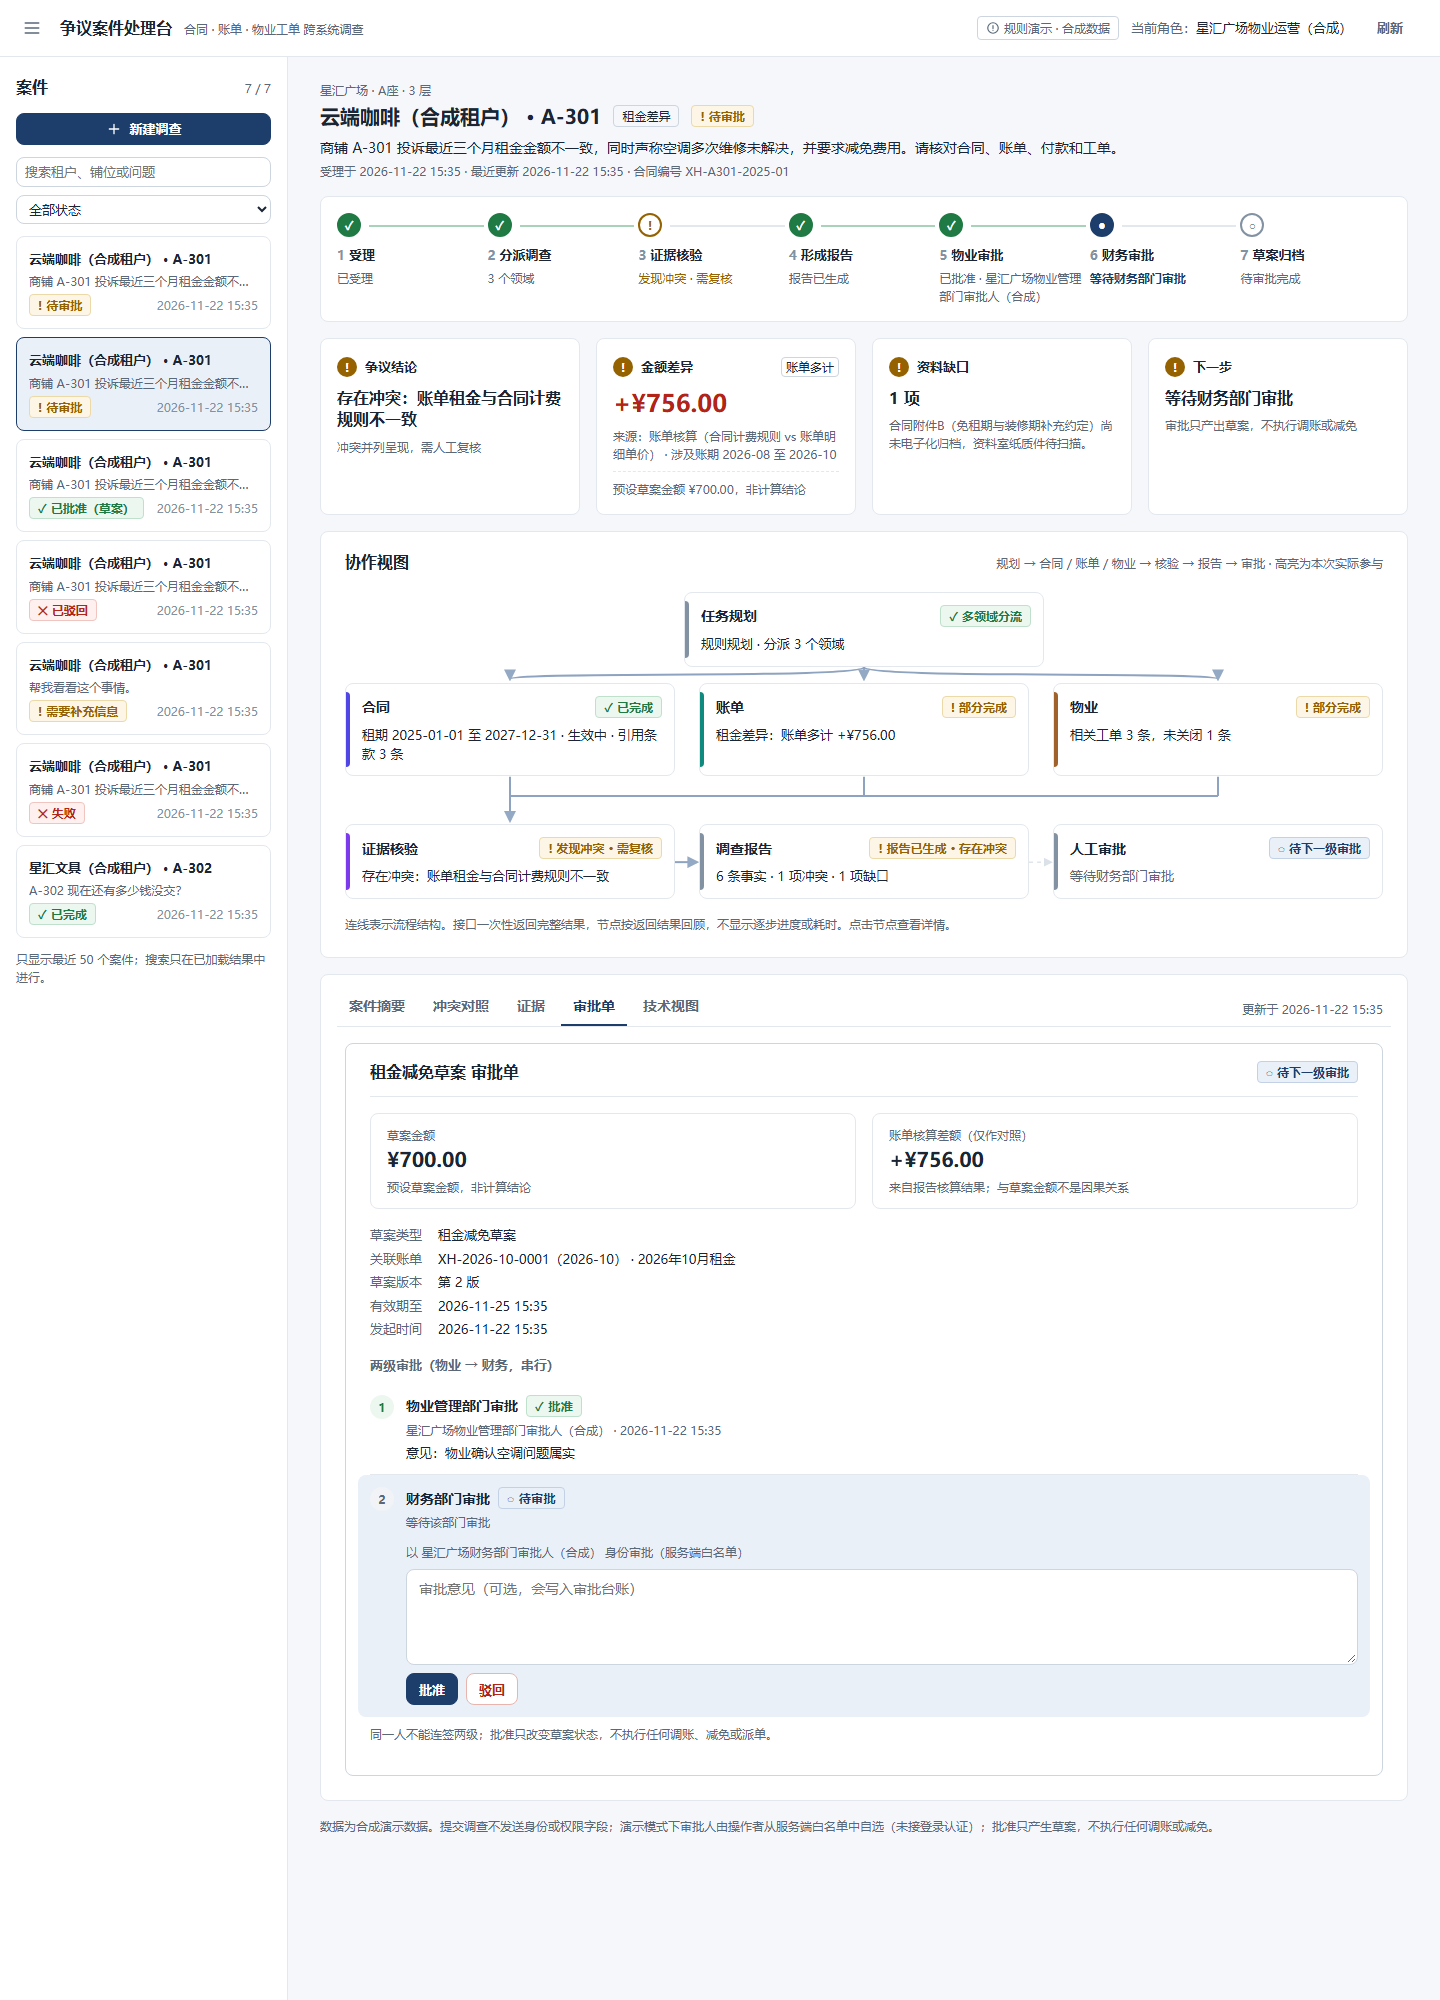 争议案件处理台 合同 · 账单 · 物业工单 跨系统调查
规则演示 · 合成数据 当前角色：星汇广场物业运营（合成） 刷新
案件 7 / 7
＋ 新建调查
搜索租户、铺位或问题
全部状态
云端咖啡（合成租户） • A-301
商铺 A-301 投诉最近三个月租金金额不…
! 待审批 2026-11-22 15:35
云端咖啡（合成租户） • A-301
商铺 A-301 投诉最近三个月租金金额不…
! 待审批 2026-11-22 15:35
云端咖啡（合成租户） • A-301
商铺 A-301 投诉最近三个月租金金额不…
✓ 已批准（草案） 2026-11-22 15:35
云端咖啡（合成租户） • A-301
商铺 A-301 投诉最近三个月租金金额不…
✕ 已驳回 2026-11-22 15:35
云端咖啡（合成租户） • A-301
帮我看看这个事情。
! 需要补充信息 2026-11-22 15:35
云端咖啡（合成租户） • A-301
商铺 A-301 投诉最近三个月租金金额不…
✕ 失败 2026-11-22 15:35
星汇文具（合成租户） • A-302
A-302 现在还有多少钱没交？
✓ 已完成 2026-11-22 15:35
只显示最近 50 个案件；搜索只在已加载结果中
进行。
星汇广场 · A座 · 3 层
云端咖啡（合成租户） • A-301 租金差异 ! 待审批
商铺 A-301 投诉最近三个月租金金额不一致，同时声称空调多次维修未解决，并要求减免费用。请核对合同、账单、付款和工单。
受理于 2026-11-22 15:35 · 最近更新 2026-11-22 15:35 · 合同编号 XH-A301-2025-01
1 受理
已受理
2 分派调查
3 个领域
3 证据核验
发现冲突 · 需复核
4 形成报告
报告已生成
5 物业审批
已批准 · 星汇广场物业管理
部门审批人（合成）
6 财务审批
等待财务部门审批
7 草案归档
待审批完成
! 争议结论
存在冲突：账单租金与合同计费
规则不一致
冲突并列呈现，需人工复核
! 金额差异 账单多计
+¥756.00
来源：账单核算（合同计费规则 vs 账单明
细单价） · 涉及账期 2026-08 至 2026-10
预设草案金额 ¥700.00，非计算结论
! 资料缺口
1 项
合同附件B（免租期与装修期补充约定）尚
未电子化归档，资料室纸质件待扫描。
! 下一步
等待财务部门审批
审批只产出草案，不执行调账或减免
协作视图 规划 → 合同 / 账单 / 物业 → 核验 → 报告 → 审批 · 高亮为本次实际参与
任务规划 ✓ 多领域分流
规则规划 · 分派 3 个领域
合同 ✓ 已完成
租期 2025-01-01 至 2027-12-31 · 生效中 · 引用条
款 3 条
账单 ! 部分完成
租金差异：账单多计 +¥756.00
物业 ! 部分完成
相关工单 3 条，未关闭 1 条
证据核验 ! 发现冲突 • 需复核
存在冲突：账单租金与合同计费规则不一致
调查报告 ! 报告已生成 • 存在冲突
6 条事实 · 1 项冲突 · 1 项缺口
人工审批 ○ 待下一级审批
等待财务部门审批
连线表示流程结构。接口一次性返回完整结果，节点按返回结果回顾，不显示逐步进度或耗时。点击节点查看详情。
案件摘要 冲突对照 证据 审批单 技术视图 更新于 2026-11-22 15:35
租金减免草案 审批单 ○ 待下一级审批
草案金额
¥700.00
预设草案金额，非计算结论
账单核算差额（仅作对照）
+¥756.00
来自报告核算结果；与草案金额不是因果关系
草案类型 租金减免草案
关联账单 XH-2026-10-0001（2026-10） · 2026年10月租金
草案版本 第 2 版
有效期至 2026-11-25 15:35
发起时间 2026-11-22 15:35
两级审批（物业 → 财务，串行）
1 物业管理部门审批 ✓ 批准
星汇广场物业管理部门审批人（合成） · 2026-11-22 15:35
意见：物业确认空调问题属实
2 财务部门审批 ○ 待审批
等待该部门审批
以 星汇广场财务部门审批人（合成） 身份审批（服务端白名单）
审批意见（可选，会写入审批台账）
批准 驳回
同一人不能连签两级；批准只改变草案状态，不执行任何调账、减免或派单。
数据为合成演示数据。提交调查不发送身份或权限字段；演示模式下审批人由操作者从服务端白名单中自选（未接登录认证）；批准只产生草案，不执行任何调账或减免。